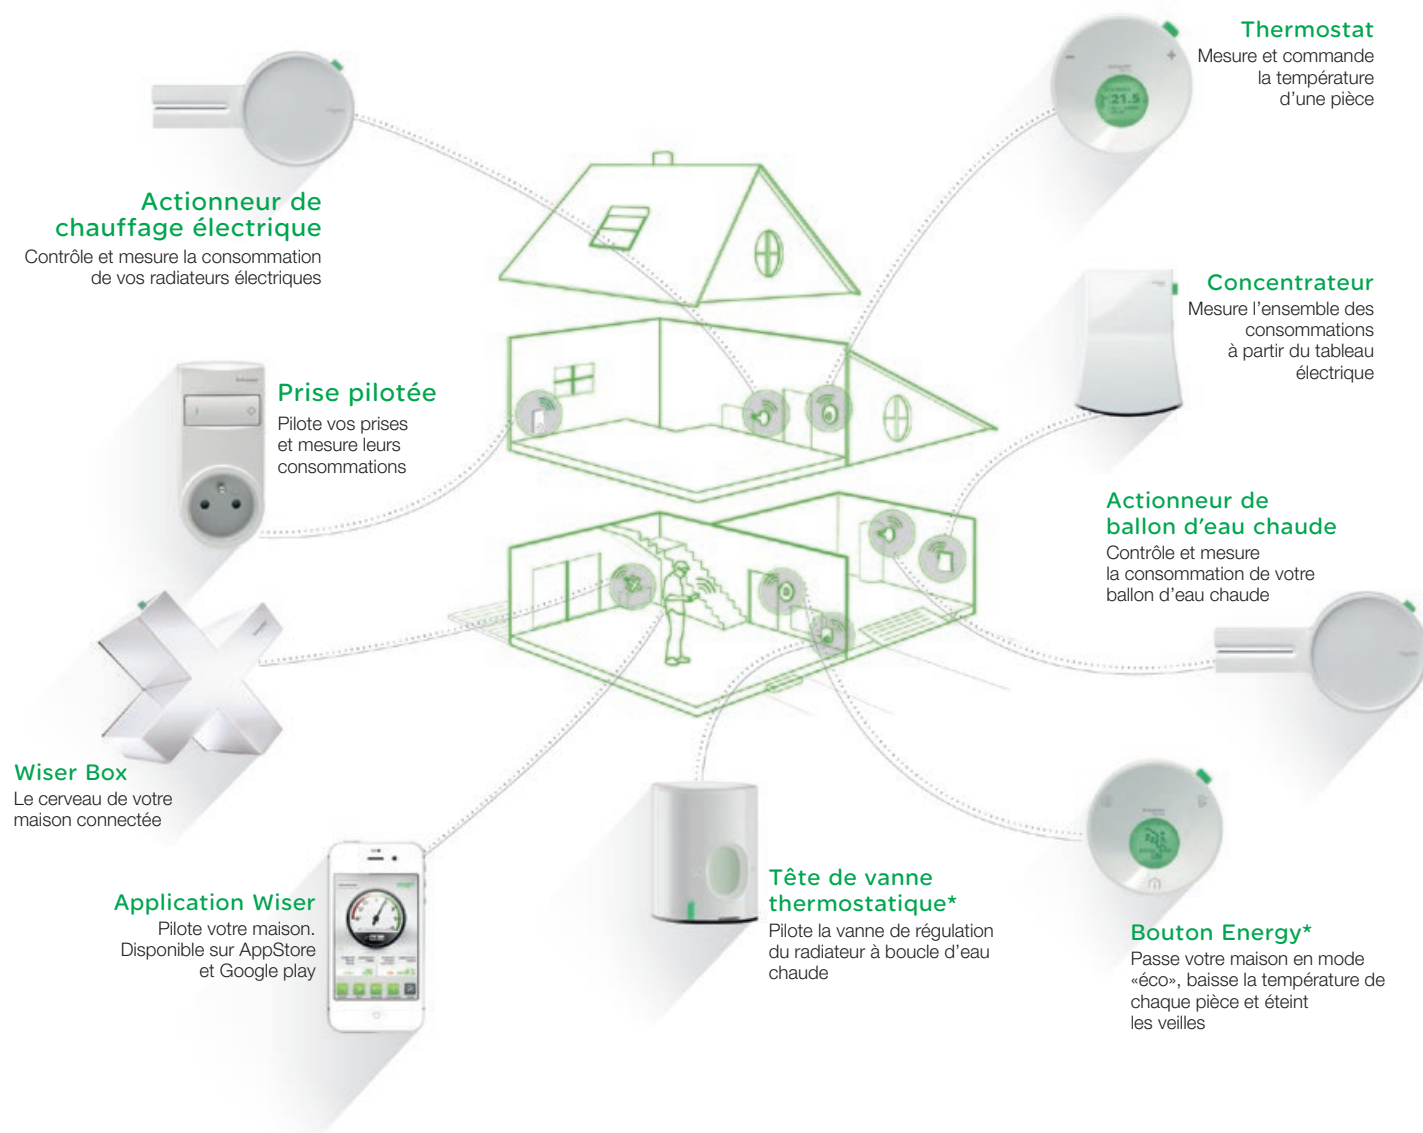 Thermostat
Mesure et commande
la température
d'une pièce
21.5
Actionneur de
chauffage électrique
Contrôle et mesure la consommation
de vos radiateurs électriques
Concentrateur
Mesure l'ensemble des
consommations
à partir du tableau
électrique
Prise pilotée
Pilote vos prises
et mesure leurs
consommations
Actionneur de
ballon d'eau chaude
Contrôle et mesure
la consommation de votre
ballon d'eau chaude
Wiser Box
Le cerveau de votre
maison connectée
Application Wiser
Pilote votre maison.
Disponible sur AppStore
et Google play
Tête de vanne
thermostatique*
Pilote la vanne de régulation
du radiateur à boucle d'eau
chaude
Bouton Energy*
Passe votre maison en mode
«éco», baisse la température de
chaque pièce et éteint
les veilles